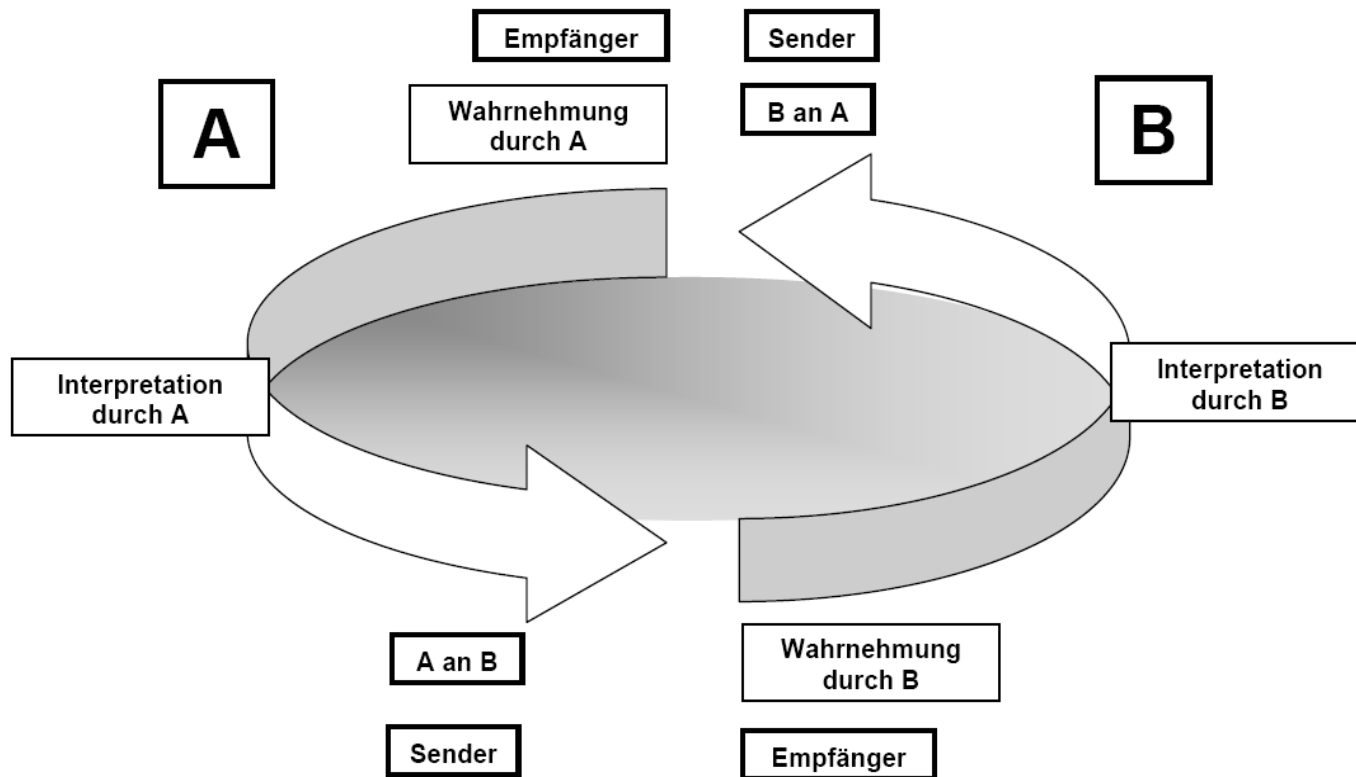 Empfänger
Sender
A
Wahrnehmung
durch A
B an A
B
Interpretation
durch A
Interpretation
durch B
A an B
Wahrnehmung
durch B
Sender
Empfänger